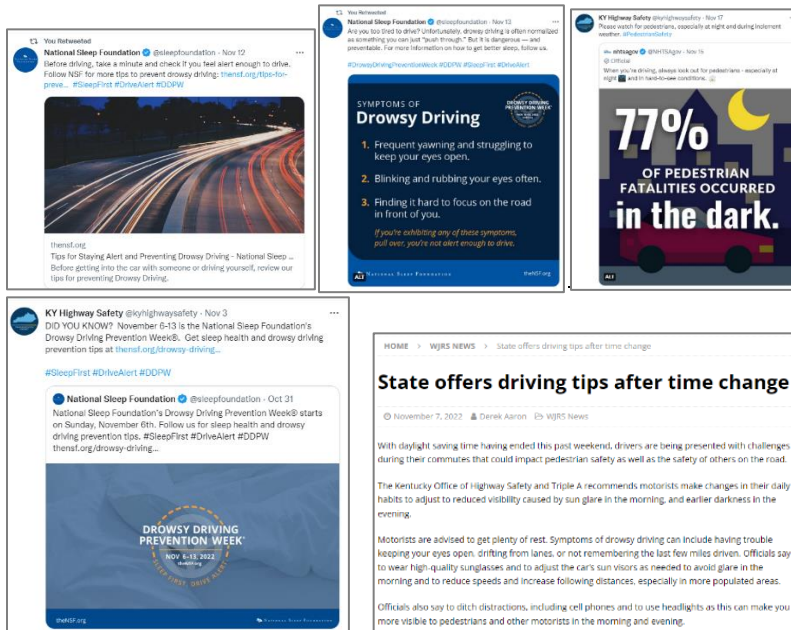 You Retweeted
National Sleep Foundation @sleepfoundation · Nov 12
Before driving, take a minute and check if you feel alert enough to drive.
Follow NSF for more tips to prevent drowsy driving: thensf.org/tips-for-
preve... #SleepFirst #DriveAlert #DDPW
thensf.org
Tips for Staying Alert and Preventing Drowsy Driving - National Sleep ...
Before getting into the car with someone or driving yourself, review our
tips for preventing Drowsy Driving.
You Retweeted
National Sleep Foundation @sleepfoundation · Nov 13
Are you too tired to drive? Unfortunately, drowsy driving is often normalized
as something you can just "push through." But it is dangerous — and
preventable. For more information on how to get better sleep, follow us.
#DrowsyDrivingPreventionWeek #DDPW #SleepFirst #DriveAlert
SYMPTOMS OF
Drowsy Driving
DROWSY DRIVING
PREVENTION WEEK
1. Frequent yawning and struggling to
keep your eyes open.
2. Blinking and rubbing your eyes often.
3. Finding it hard to focus on the road
in front of you.
If you're exhibiting any of these symptoms,
pull over, you're not alert enough to drive.
ALT
NATIONAL SLEEP FOUNDATION
theNSF.org
KY Highway Safety @kyhighwaysafety · Nov 17
Please watch for pedestrians, especially at night and during inclement
weather. #PedestrianSafety
nhtsagov @NHTSAgov · Nov 15
Official
When you're driving, always look out for pedestrians - especially at
night and in hard-to-see conditions.
77%
OF PEDESTRIAN
FATALITIES OCCURRED
in the dark.
ALT
KY Highway Safety @kyhighwaysafety · Nov 3
DID YOU KNOW? November 6-13 is the National Sleep Foundation's
Drowsy Driving Prevention Week®. Get sleep health and drowsy driving
prevention tips at thensf.org/drowsy-driving...
#SleepFirst #DriveAlert #DDPW
National Sleep Foundation @sleepfoundation · Oct 31
National Sleep Foundation's Drowsy Driving Prevention Week® starts
on Sunday, November 6th. Follow us for sleep health and drowsy
driving prevention tips. #SleepFirst #DriveAlert #DDPW
thensf.org/drowsy-driving...
DROWSY DRIVING
PREVENTION WEEK
NOV 6-13, 2022
theNSF.org
SLEEP FIRST. DRIVE ALERT.
theNSF.org
NATIONAL SLEEP FOUNDATION
HOME > WJRS NEWS > State offers driving tips after time change
State offers driving tips after time change
November 7, 2022 Derek Aaron WJRS News
With daylight saving time having ended this past weekend, drivers are being presented with challenges
during their commutes that could impact pedestrian safety as well as the safety of others on the road.
The Kentucky Office of Highway Safety and Triple A recommends motorists make changes in their daily
habits to adjust to reduced visibility caused by sun glare in the morning, and earlier darkness in the
evening.
Motorists are advised to get plenty of rest. Symptoms of drowsy driving can include having trouble
keeping your eyes open, drifting from lanes, or not remembering the last few miles driven. Officials say
to wear high-quality sunglasses and to adjust the car's sun visors as needed to avoid glare in the
morning and to reduce speeds and increase following distances, especially in more populated areas.
Officials also say to ditch distractions, including cell phones and to use headlights as this can make you
more visible to pedestrians and other motorists in the morning and evening.